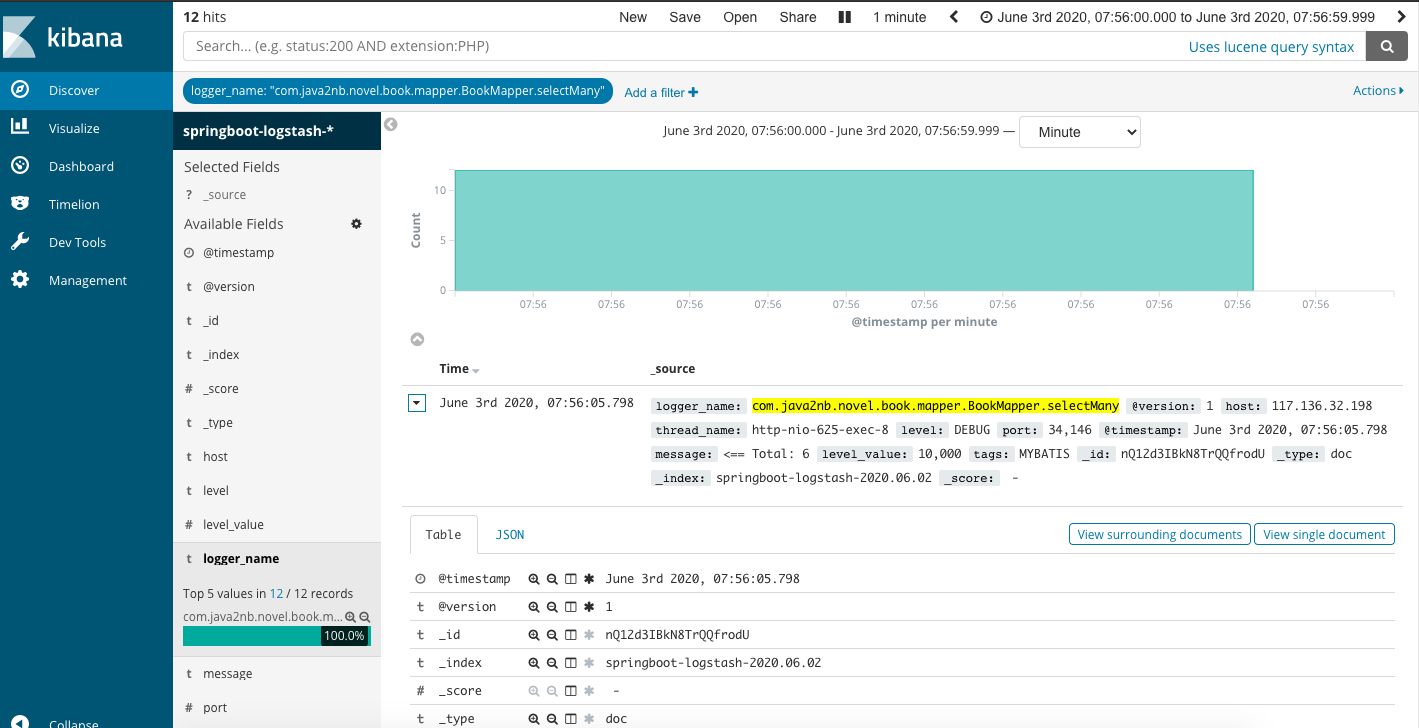 kibana
Discover
Visualize
Dashboard
Timelion
Dev Tools
Management
Collapse
12 hits
New Save Open Share 1 minute June 3rd 2020, 07:56:00.000 to June 3rd 2020, 07:56:59.999
Search... (e.g. status:200 AND extension:PHP) Uses lucene query syntax
logger_name: "com.java2nb.novel.book.mapper.BookMapper.selectMany" Add a filter + Actions
springboot-logstash-*
Selected Fields
? _source
Available Fields
@timestamp
t @version
t _id
t _index
# _score
t _type
t host
t level
# level_value
t logger_name
Top 5 values in 12 / 12 records
com.java2nb.novel.book.m...
100.0%
t message
# port
June 3rd 2020, 07:56:00.000 - June 3rd 2020, 07:56:59.999 — Minute
Count
10
5
0
07:56 07:56 07:56 07:56 07:56 07:56 07:56 07:56 07:56 07:56 07:56
@timestamp per minute
Time _source
June 3rd 2020, 07:56:05.798 logger_name: com.java2nb.novel.book.mapper.BookMapper.selectMany @version: 1 host: 117.136.32.198
thread_name: http-nio-625-exec-8 level: DEBUG port: 34,146 @timestamp: June 3rd 2020, 07:56:05.798
message: <== Total: 6 level_value: 10,000 tags: MYBATIS _id: nQ12d3IBkN8TrQQfrodU _type: doc
_index: springboot-logstash-2020.06.02 _score: -
Table JSON View surrounding documents View single document
@timestamp June 3rd 2020, 07:56:05.798
t @version 1
t _id nQ12d3IBkN8TrQQfrodU
t _index springboot-logstash-2020.06.02
# _score -
t _type doc